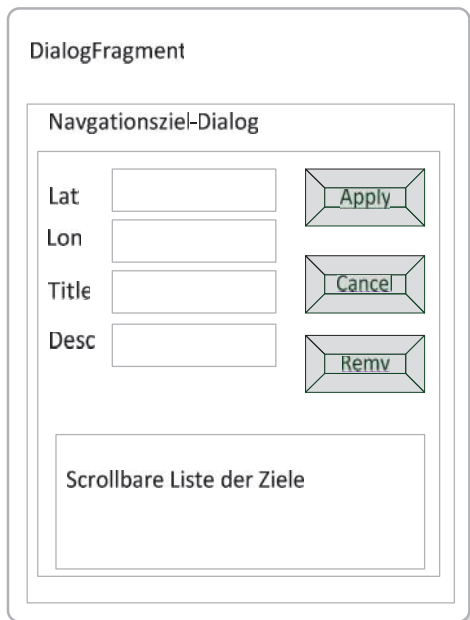 DialogFragment
Navgationsziel-Dialog
Lat
Apply
Lon
Title
Cancel
Desc
Remv
Scrollbare Liste der Ziele